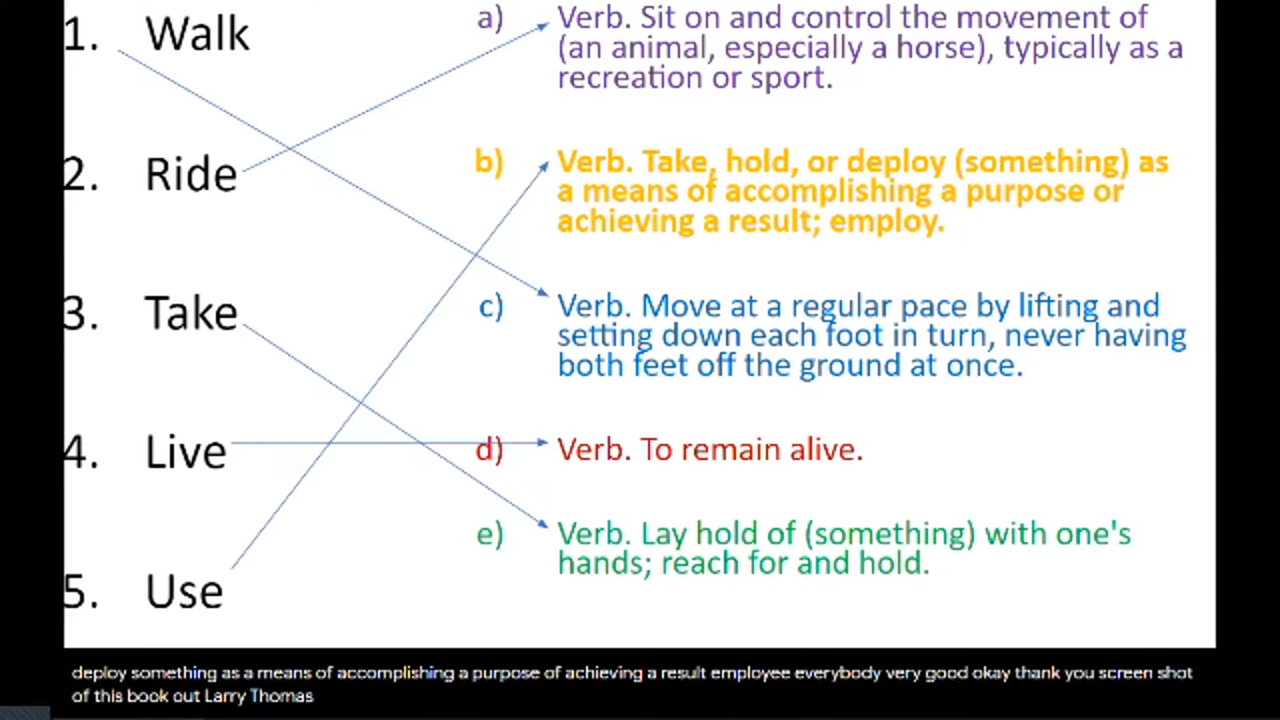 1. Walk
2. Ride
3. Take
4. Live
5. Use
a) Verb. Sit on and control the movement of
(an animal, especially a horse), typically as a
recreation or sport.
b) Verb. Take, hold, or deploy (something) as
a means of accomplishing a purpose or
achieving a result; employ.
c) Verb. Move at a regular pace by lifting and
setting down each foot in turn, never having
both feet off the ground at once.
d) Verb. To remain alive.
e) Verb. Lay hold of (something) with one's
hands; reach for and hold.
deploy something as a means of accomplishing a purpose of achieving a result employee everybody very good okay thank you screen shot
of this book out Larry Thomas